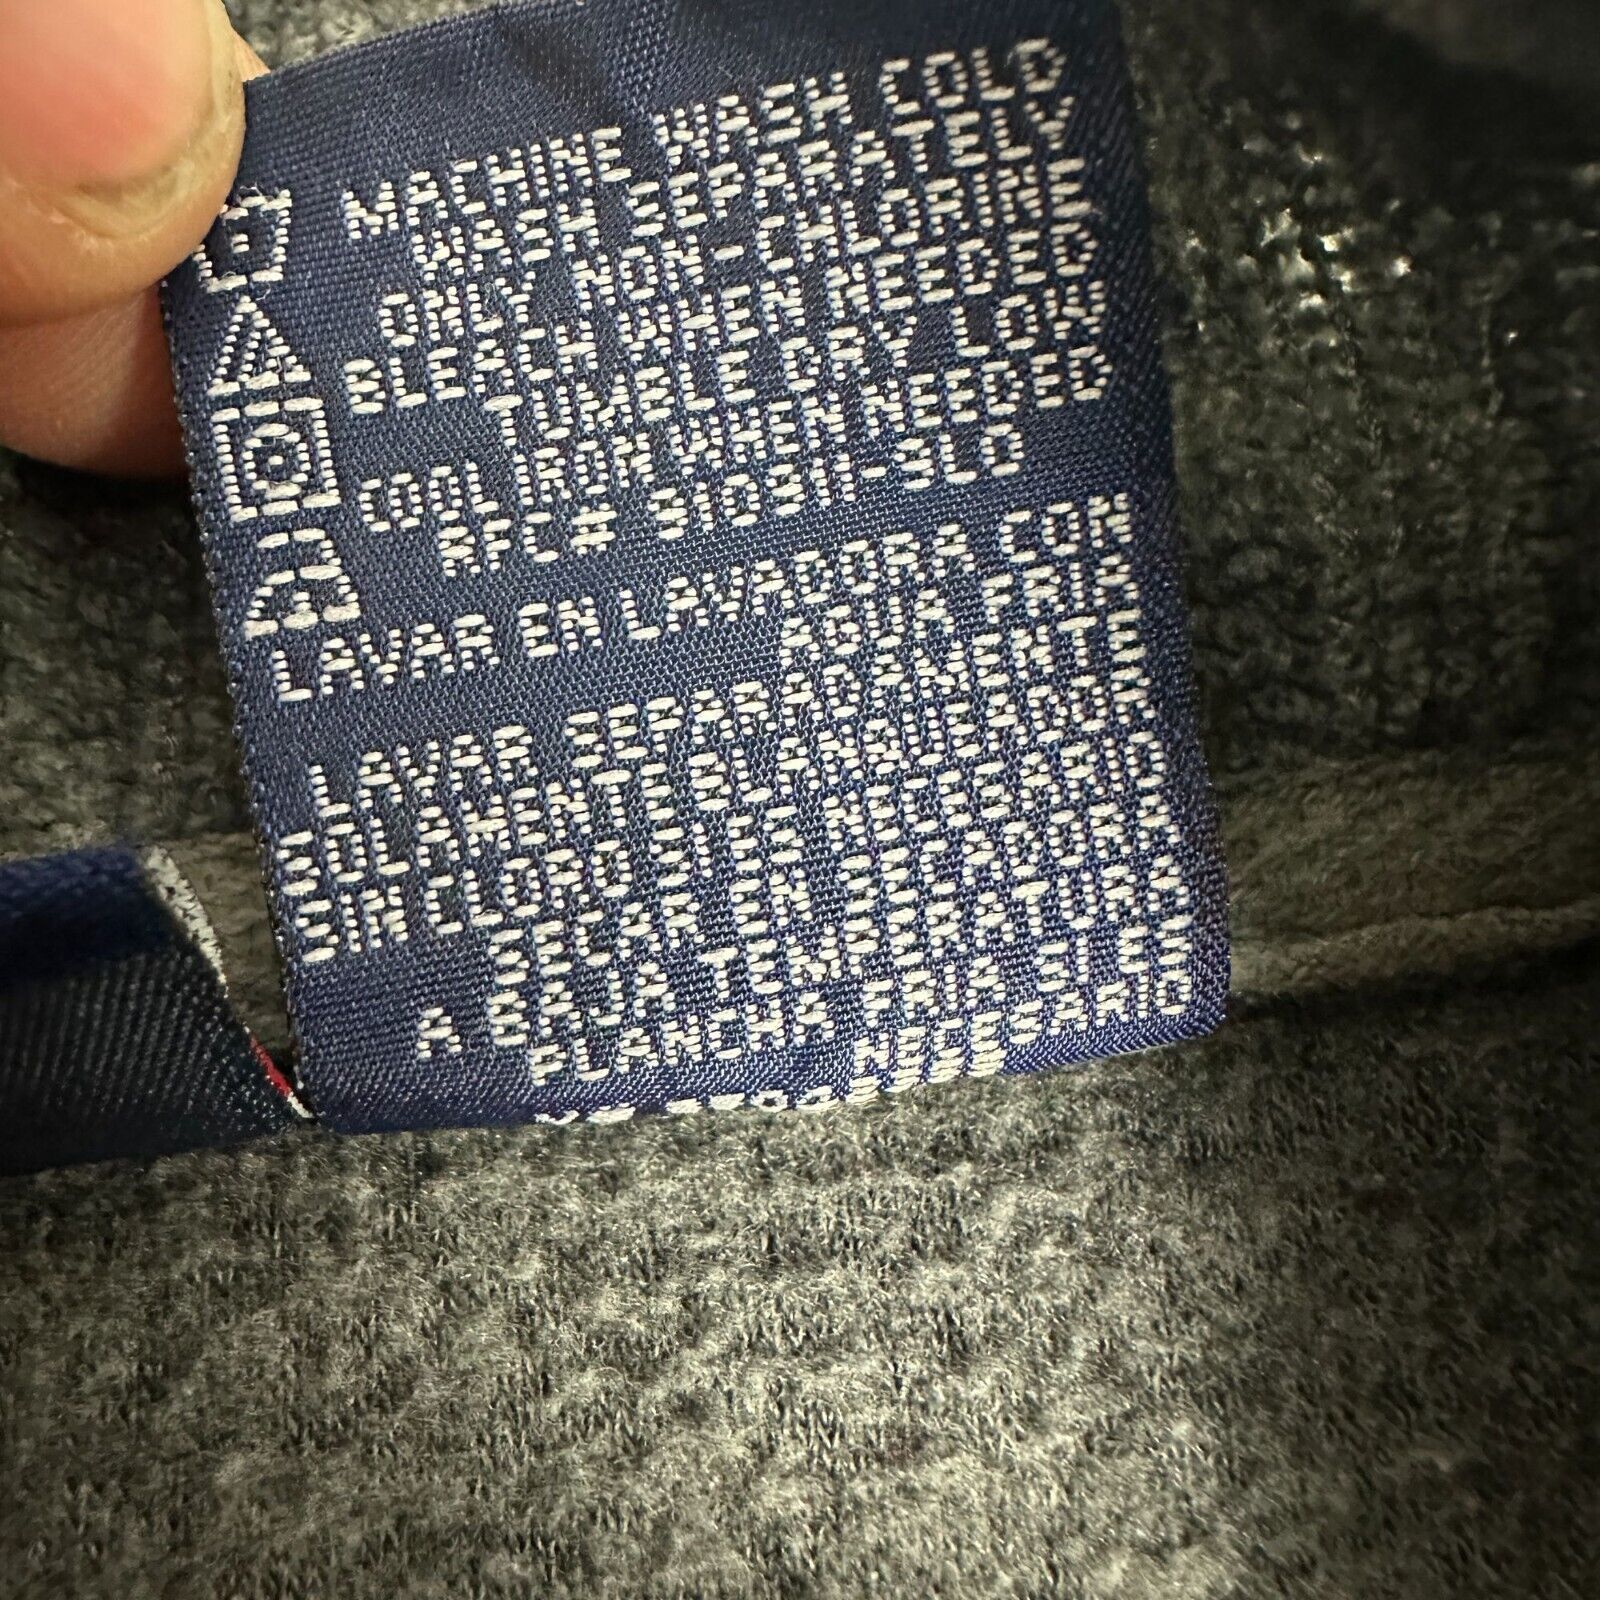 MACHINE WASH COLD
WASH SEPARATELY
ONLY NON-CHLORINE
BLEACH WHEN NEEDED
TUMBLE DRY LOW
COOL IRON WHEN NEEDED
LAVAR EN LAVADORA CON
AGUA FRIA
LAVAR SEPARADAMENTE
SOLAMENTE BLANQUEADOR
SIN CLORO SI ES NECESARIO
SECAR EN SECADORA
A BAJA TEMPERATURA
PLANCHA FRIA SI ES
NECESARIO